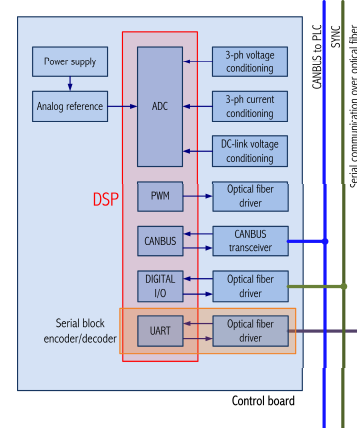 Power supply
Analog reference
ADC
3-ph voltage
conditioning
3-ph current
conditioning
DC-link voltage
conditioning
DSP
PWM
Optical fiber
driver
CANBUS
CANBUS
transceiver
DIGITAL
I/O
Optical fiber
driver
Serial block
encoder/decoder
UART
Optical fiber
driver
Control board
CANBUS to PLC
SYNC
Serial communication over optical fiber